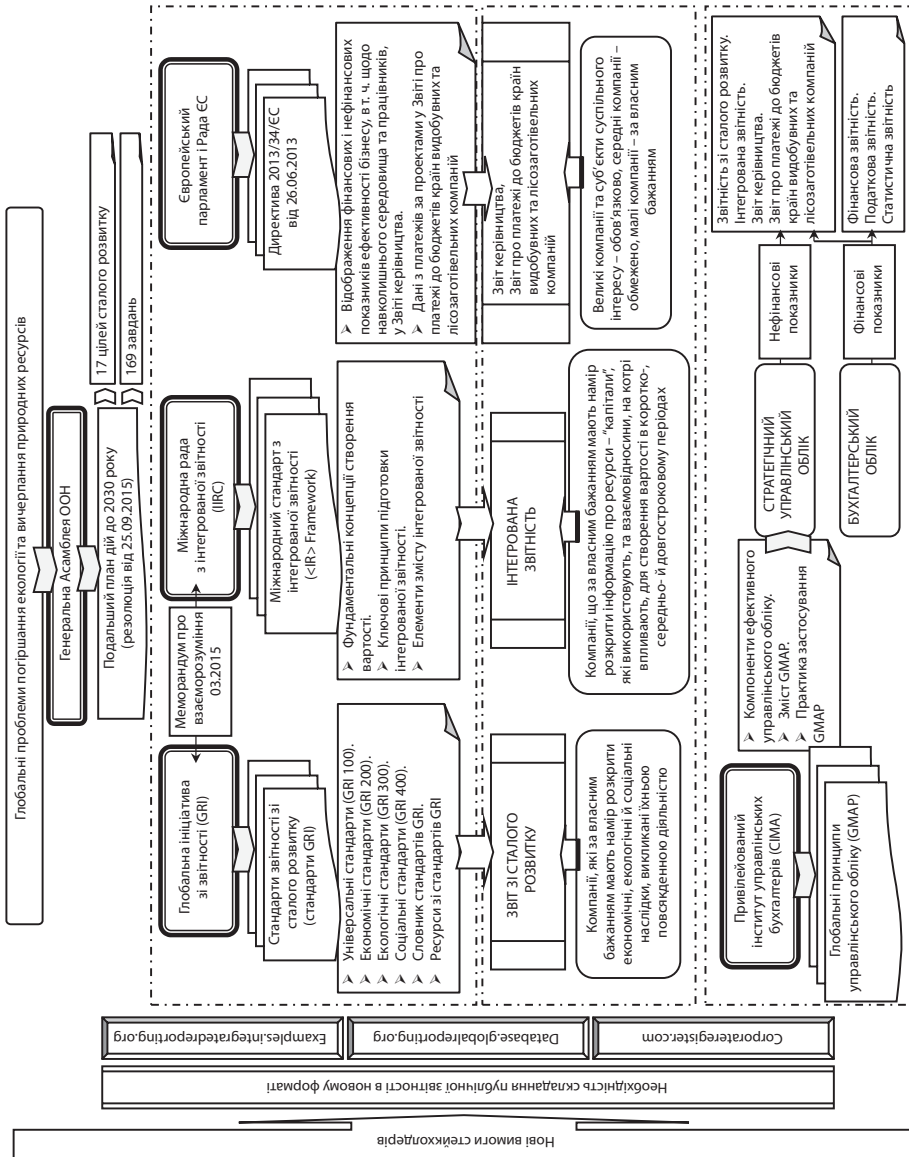 Глобальні проблеми погіршання екології та вичерпання природних ресурсів
Генеральна Асамблея ООН
Подальший план дій до 2030 року
(резолюція від 25.09.2015)
17 цілей сталого розвитку
169 завдань
Глобальна ініціатива
зі звітності (GRI)
Меморандум про
взаєморозуміння
03.2015
Міжнародна рада
з інтегрованої звітності
(IIRC)
Європейський
парламент і Рада ЄС
Стандарти звітності зі
сталого розвитку
(стандарти GRI)
Міжнародний стандарт з
інтегрованої звітності
(<IR> Framework)
Директива 2013/34/ЄС
від 26.06.2013
➢ Універсальні стандарти (GRI 100).
➢ Економічні стандарти (GRI 200).
➢ Екологічні стандарти (GRI 300).
➢ Соціальні стандарти (GRI 400).
➢ Словник стандартів GRI.
➢ Ресурси зі стандартів GRI
➢ Фундаментальні концепції створення
вартості.
➢ Ключові принципи підготовки
інтегрованої звітності.
➢ Елементи змісту інтегрованої звітності
➢ Відображення фінансових і нефінансових
показників ефективності бізнесу, в т. ч. щодо
навколишнього середовища та працівників,
у Звіті керівництва.
➢ Дані з платежів за проектами у Звіті про
платежі до бюджетів країн видобувних та
лісозаготівельних компаній
ЗВІТ ЗІ СТАЛОГО
РОЗВИТКУ
ІНТЕГРОВАНА
ЗВІТНІСТЬ
Звіт керівництва,
Звіт про платежі до бюджетів країн
видобувних та лісозаготівельних
компаній
Компанії, які за власним
бажанням мають намір розкрити
економічні, екологічні й соціальні
наслідки, викликані їхньою
повсякденною діяльністю
Компанії, що за власним бажанням мають намір
розкрити інформацію про ресурси – "капітали",
які використовують, та взаємовідносини, на котрі
впливають, для створення вартості в коротко-,
середньо- й довгостроковому періодах
Великі компанії та суб'єкти суспільного
інтересу – обов'язково, середні компанії –
обмежено, малі компанії – за власним
бажанням
Привілейований
інститут управлінських
бухгалтерів (CIMA)
Глобальні принципи
управлінського обліку (GMAP)
➢ Компоненти ефективного
управлінського обліку.
➢ Зміст GMAP.
➢ Практика застосування
GMAP
СТРАТЕГІЧНИЙ
УПРАВЛІНСЬКИЙ
ОБЛІК
БУХГАЛТЕРСЬКИЙ
ОБЛІК
Нефінансові
показники
Фінансові
показники
Звітність зі сталого розвитку.
Інтегрована звітність.
Звіт керівництва.
Звіт про платежі до бюджетів
країн видобувних та
лісозаготівельних компаній
Фінансова звітність.
Податкова звітність.
Статистична звітність
Examples.integratedreporting.org
Database.globalreporting.org
Corporateregister.com
Необхідність складання публічної звітності в новому форматі
Нові вимоги стейкхолдерів